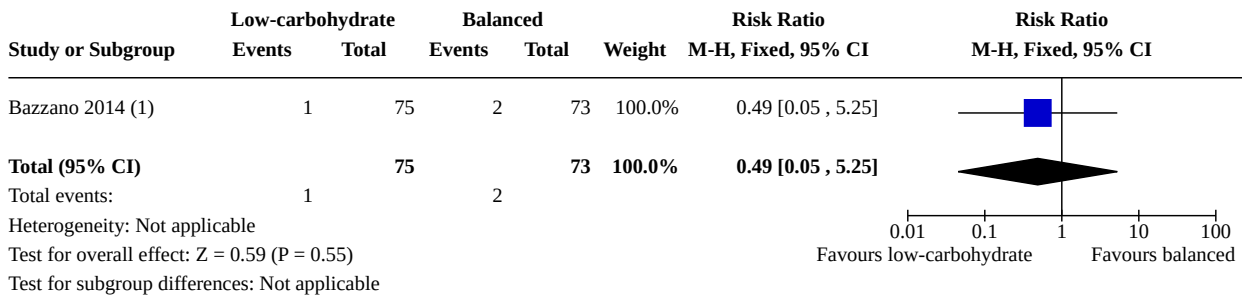 Low-carbohydrate Balanced Risk Ratio Risk Ratio
Study or Subgroup Events Total Events Total Weight M-H, Fixed, 95% CI M-H, Fixed, 95% CI
Bazzano 2014 (1) 1 75 2 73 100.0% 0.49 [0.05 , 5.25]
Total (95% CI) 75 73 100.0% 0.49 [0.05 , 5.25]
Total events: 1 2
Heterogeneity: Not applicable
0.01 0.1 1 10 100
Test for overall effect: Z = 0.59 (P = 0.55)
Favours low-carbohydrate Favours balanced
Test for subgroup differences: Not applicable